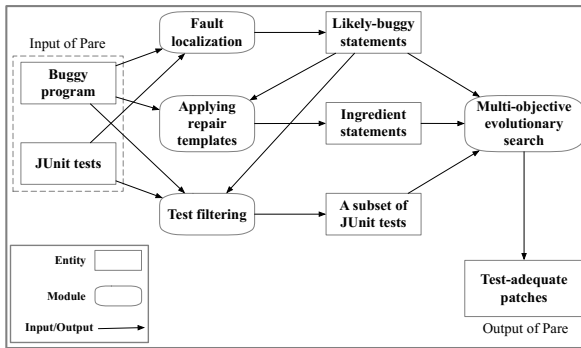 Input of Pare
Buggy
program
JUnit tests
Fault
localization
Applying
repair
templates
Test filtering
Likely-buggy
statements
Ingredient
statements
A subset of
JUnit tests
Multi-objective
evolutionary
search
Test-adequate
patches
Output of Pare
Entity
Module
Input/Output